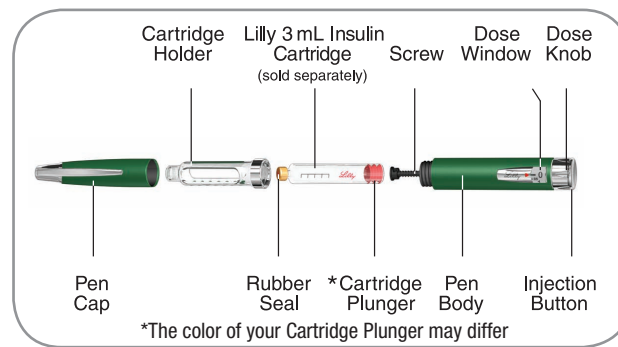 Cartridge Holder
Lilly 3 mL Insulin Cartridge (sold separately)
Screw
Dose Window
Dose Knob
Lilly
Pen Cap
Rubber Seal
*Cartridge Plunger
Pen Body
Injection Button
*The color of your Cartridge Plunger may differ